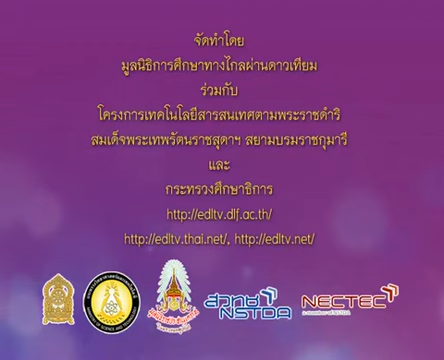 จัดทำโดย
มูลนิธิการศึกษาทางไกลผ่านดาวเทียม
ร่วมกับ
โครงการเทคโนโลยีสารสนเทศตามพระราชดำริ
สมเด็จพระเทพรัตนราชสุดาฯ สยามบรมราชกุมารี
และ
กระทรวงศึกษาธิการ
http://edltv.dlf.ac.th/
http://edltv.thai.net/, http://edltv.net/
สวทช
NSTDA
NECTEC